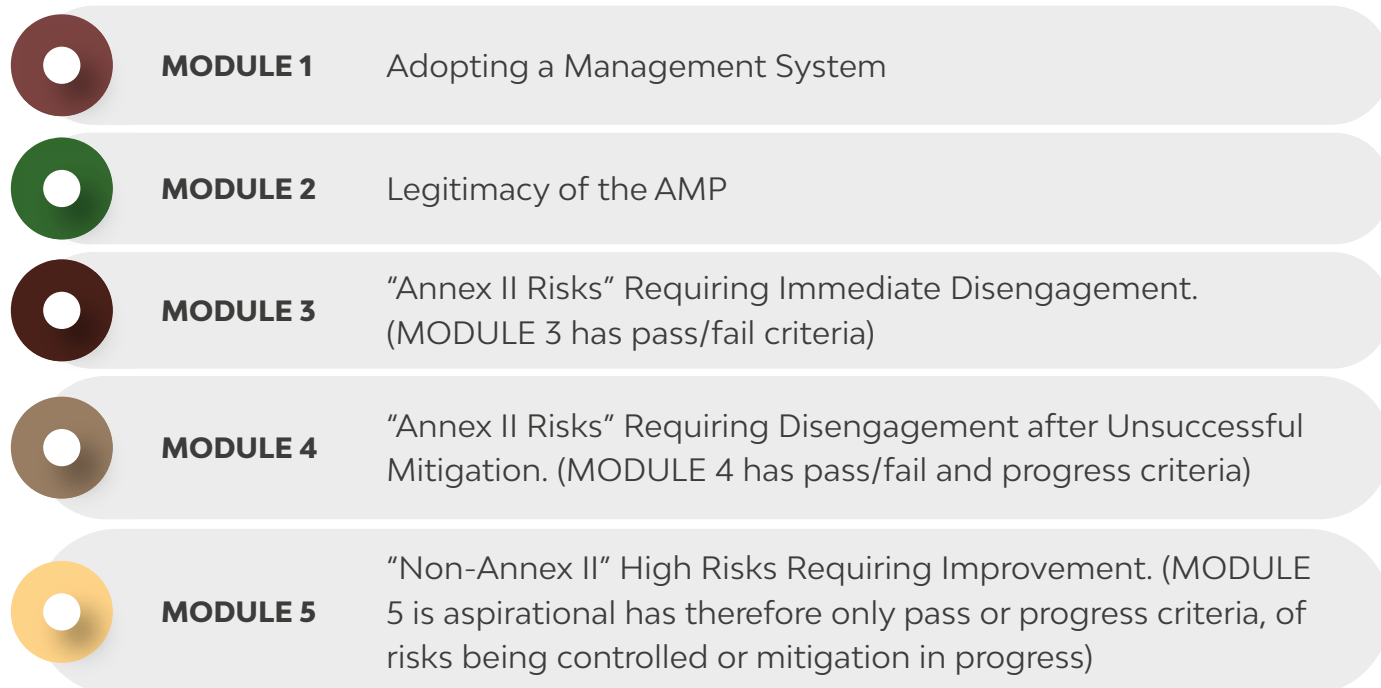 MODULE 1 Adopting a Management System
MODULE 2 Legitimacy of the AMP
MODULE 3 “Annex II Risks” Requiring Immediate Disengagement.
(MODULE 3 has pass/fail criteria)
MODULE 4 “Annex II Risks” Requiring Disengagement after Unsuccessful
Mitigation. (MODULE 4 has pass/fail and progress criteria)
MODULE 5 “Non-Annex II” High Risks Requiring Improvement. (MODULE
5 is aspirational has therefore only pass or progress criteria, of
risks being controlled or mitigation in progress)